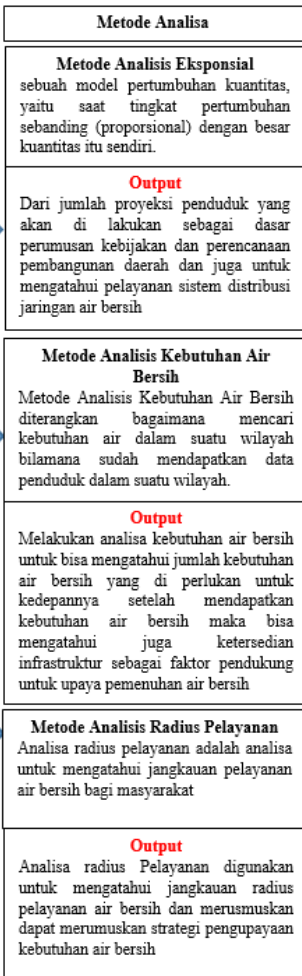 Metode Analisa
Metode Analisis Eksponsial
sebuah model pertumbuhan kuantitas,
yaitu saat tingkat pertumbuhan
sebanding (proporsional) dengan besar
kuantitas itu sendiri.
Output
Dari jumlah proyeksi penduduk yang
akan di lakukan sebagai dasar
perumusan kebijakan dan perencanaan
pembangunan daerah dan juga untuk
mengatahui pelayanan sistem distribusi
jaringan air bersih
Metode Analisis Kebutuhan Air
Bersih
Metode Analisis Kebutuhan Air Bersih
diterangkan bagaimana mencari
kebutuhan air dalam suatu wilayah
bilamana sudah mendapatkan data
penduduk dalam suatu wilayah.
Output
Melakukan analisa kebutuhan air bersih
untuk bisa mengatahui jumlah kebutuhan
air bersih yang di perlukan untuk
kedepannya setelah mendapatkan
kebutuhan air bersih maka bisa
mengatahui juga ketersedian
infrastruktur sebagai faktor pendukung
untuk upaya pemenuhan air bersih
Metode Analisis Radius Pelayanan
Analisa radius pelayanan adalah analisa
untuk mengatahui jangkauan pelayanan
air bersih bagi masyarakat
Output
Analisa radius Pelayanan digunakan
untuk mengatahui jangkauan radius
pelayanan air bersih dan merusmuskan
dapat merumuskan strategi pengupayaan
kebutuhan air bersih